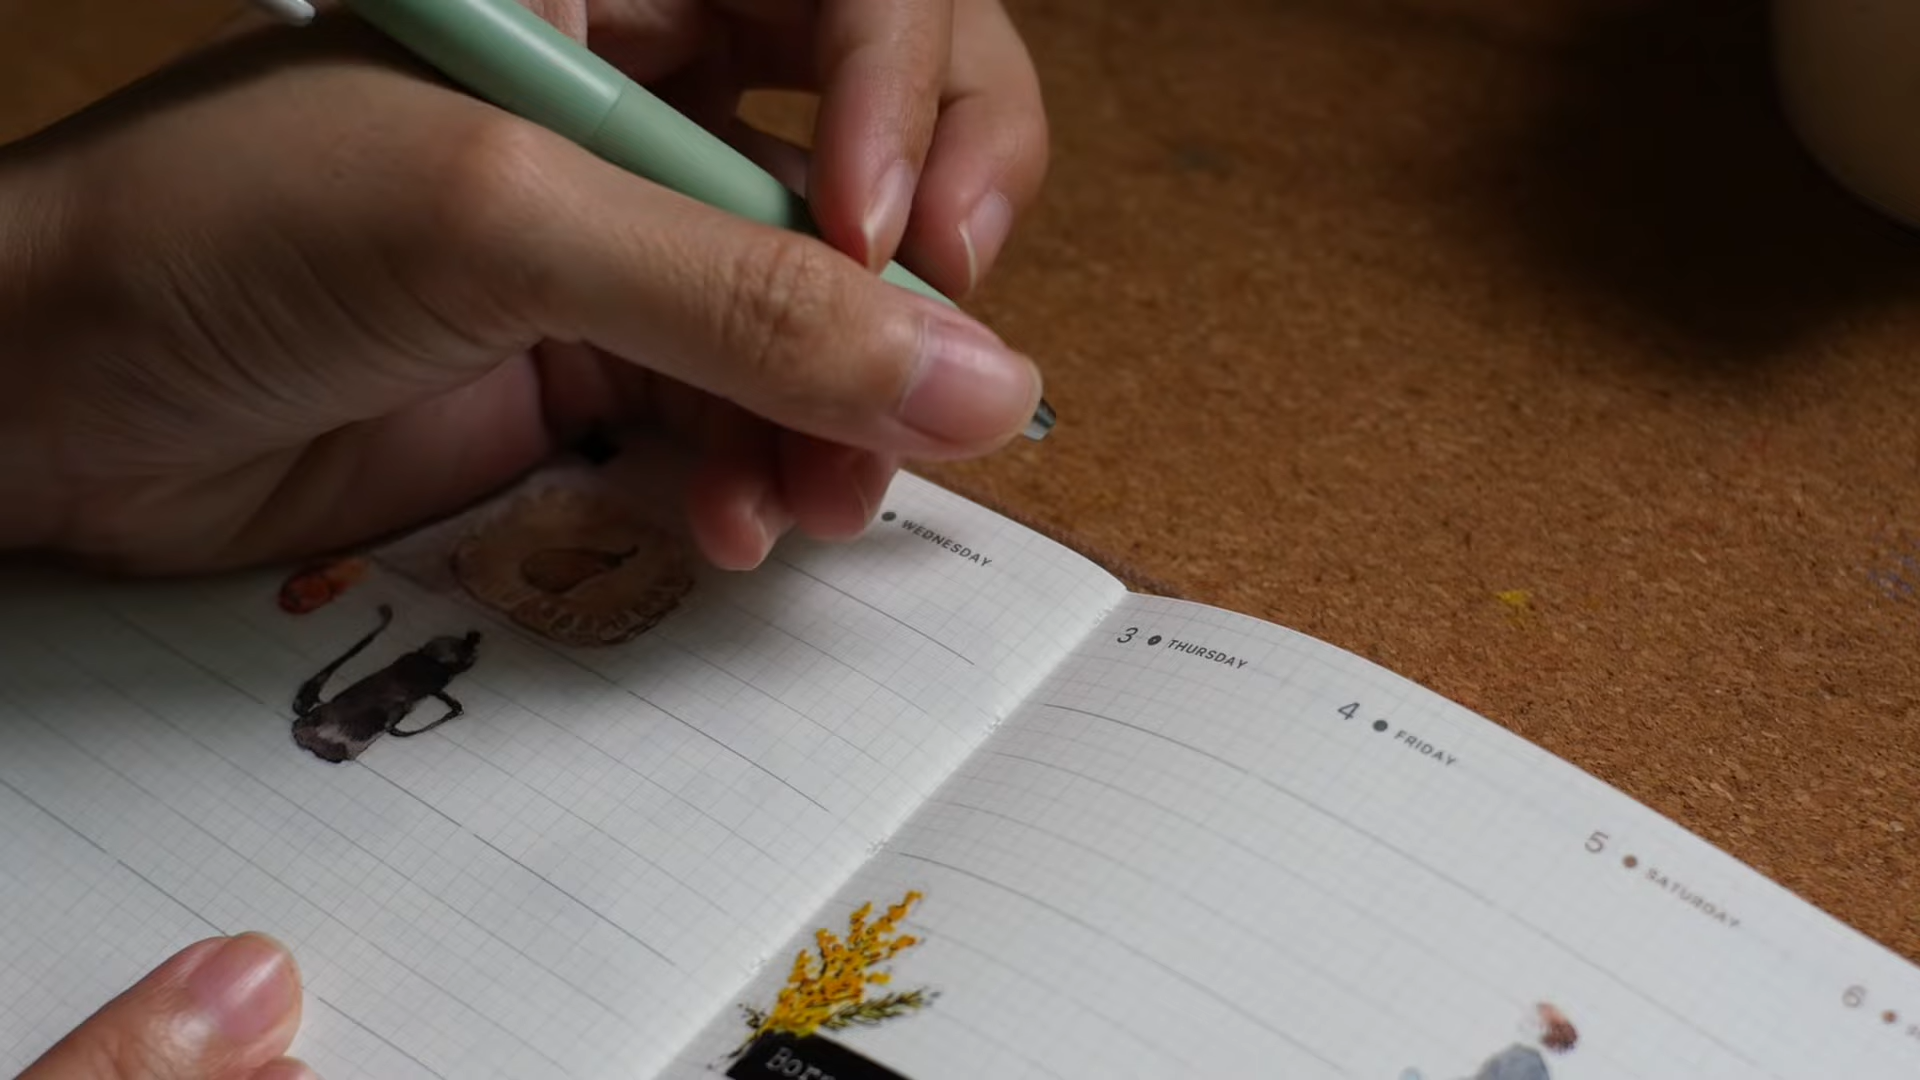 ● WEDNESDAY
3 ● THURSDAY
4 ● FRIDAY
5 ● SATURDAY
6 ●